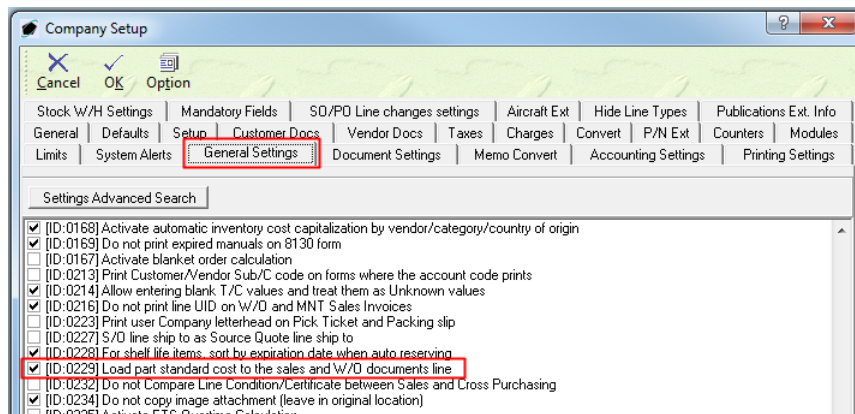 Company Setup
Cancel OK Option
Stock W/H Settings Mandatory Fields SO/PO Line changes settings Aircraft Ext Hide Line Types Publications Ext. Info
General Defaults Setup Customer Docs Vendor Docs Taxes Charges Convert P/N Ext Counters Modules
Limits System Alerts General Settings Document Settings Memo Convert Accounting Settings Printing Settings
Settings Advanced Search
[ID:0168] Activate automatic inventory cost capitalization by vendor/category/country of origin
[ID:0169] Do not print expired manuals on 8130 form
[ID:0167] Activate blanket order calculation
[ID:0213] Print Customer/Vendor Sub/C code on forms where the account code prints
[ID:0214] Allow entering blank T/C values and treat them as Unknown values
[ID:0216] Do not print line UID on W/O and MNT Sales Invoices
[ID:0223] Print user Company letterhead on Pick Ticket and Packing slip
[ID:0227] S/O line ship to as Source Quote line ship to
[ID:0228] For shelf life items, sort by expiration date when auto reserving
[ID:0229] Load part standard cost to the sales and W/O documents line
[ID:0232] Do not Compare Line Condition/Certificate between Sales and Cross Purchasing
[ID:0234] Do not copy image attachment (leave in original location)
[ID:0235] Activate ETS Overtime Calculation